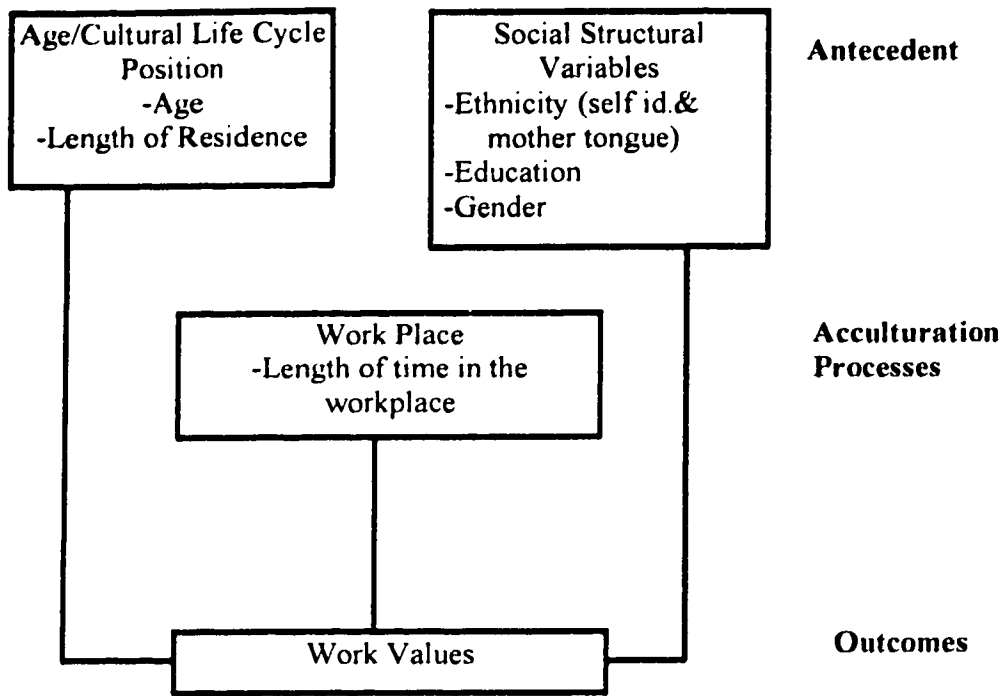 Age/Cultural Life Cycle
Position
-Age
-Length of Residence
Social Structural
Variables
-Ethnicity (self id.&
mother tongue)
-Education
-Gender
Antecedent
Work Place
-Length of time in the
workplace
Acculturation
Processes
Work Values
Outcomes